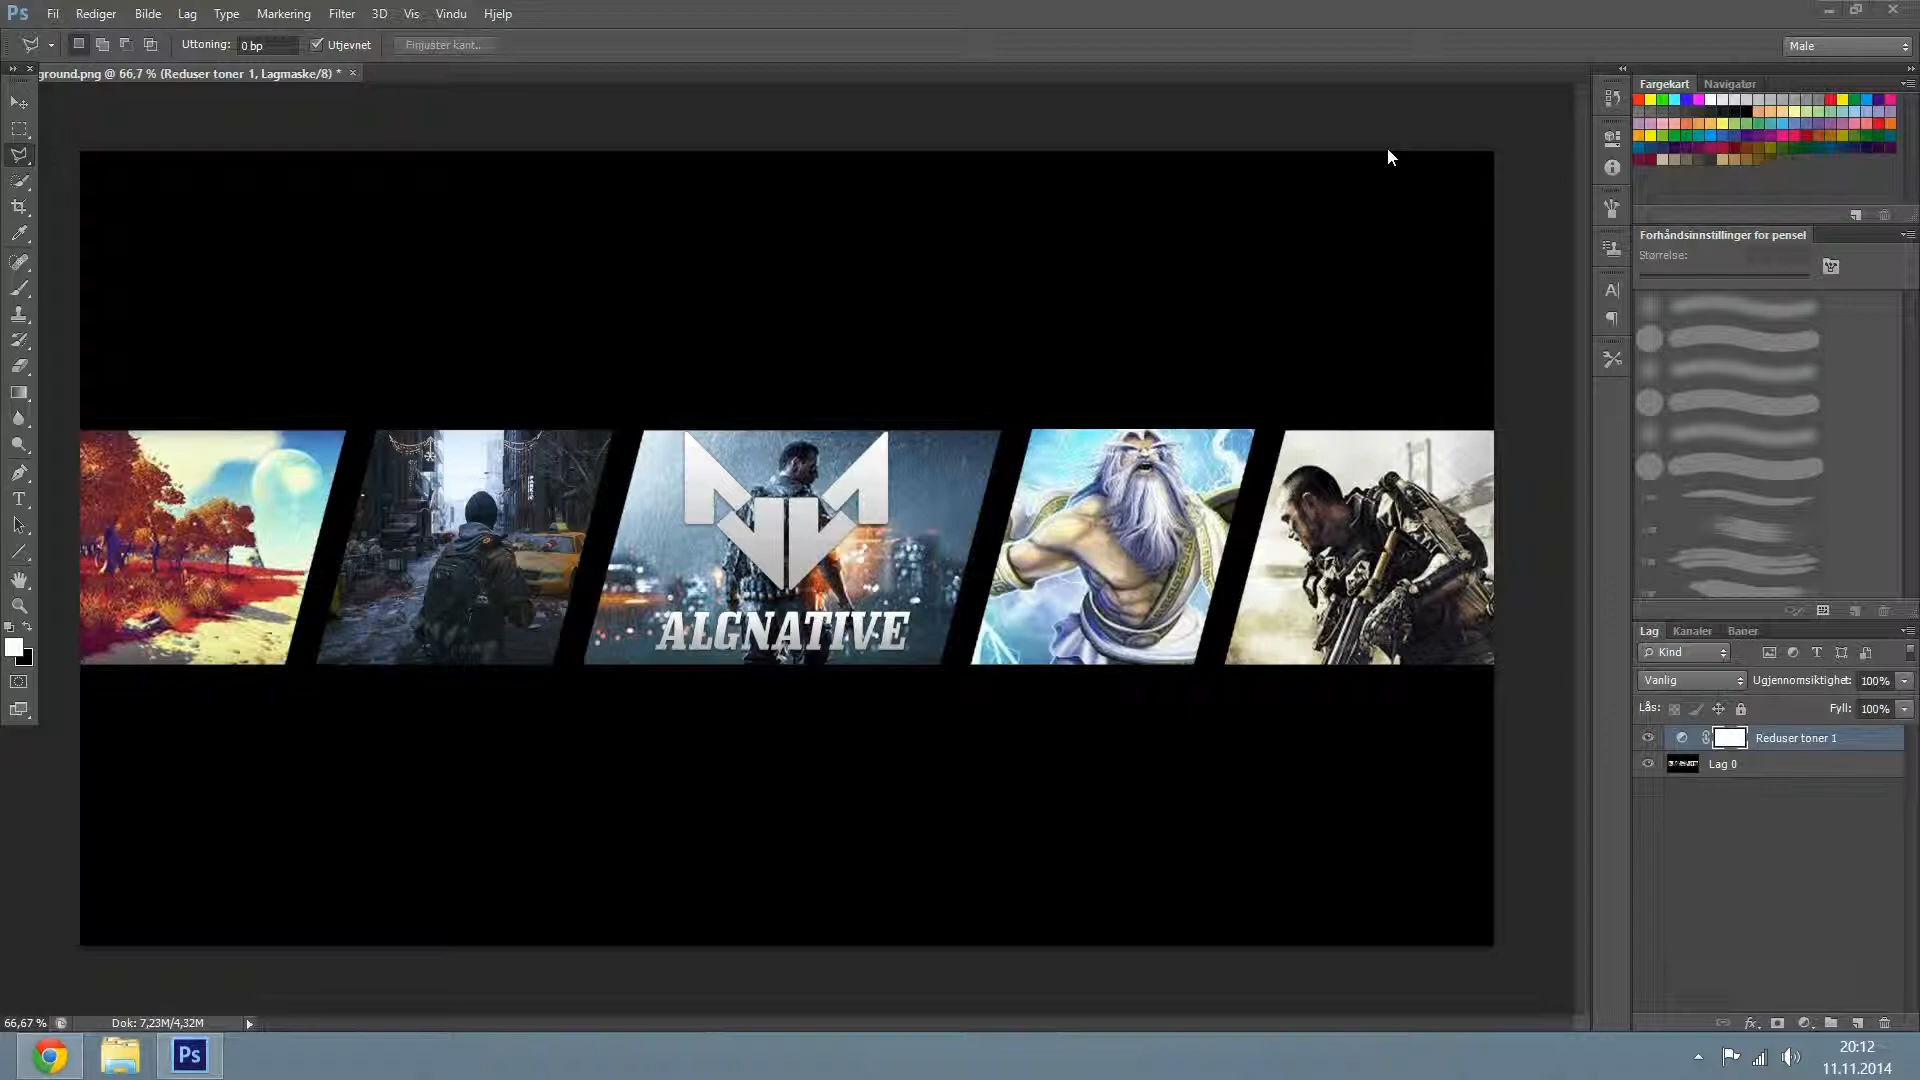 Ps Fil Rediger Bilde Lag Type Markering Filter 3D Vis Vindu Hjelp
Uttoning: 0 bp Utjevnet Finjuster kant.. Male
ground.png @ 66,7 % (Reduser toner 1, Lagmaske/8) * ×
Fargekart Navigatør
Forhåndsinnstillinger for pensel
Størrelse:
ALGNATIVE
Lag Kanaler Baner
Kind
Vanlig Ugjennomsiktighet: 100%
Lås: Fyll: 100%
Reduser toner 1
Lag 0
66,67 % Dok: 7,23M/4,32M
Ps
20:12
11.11.2014